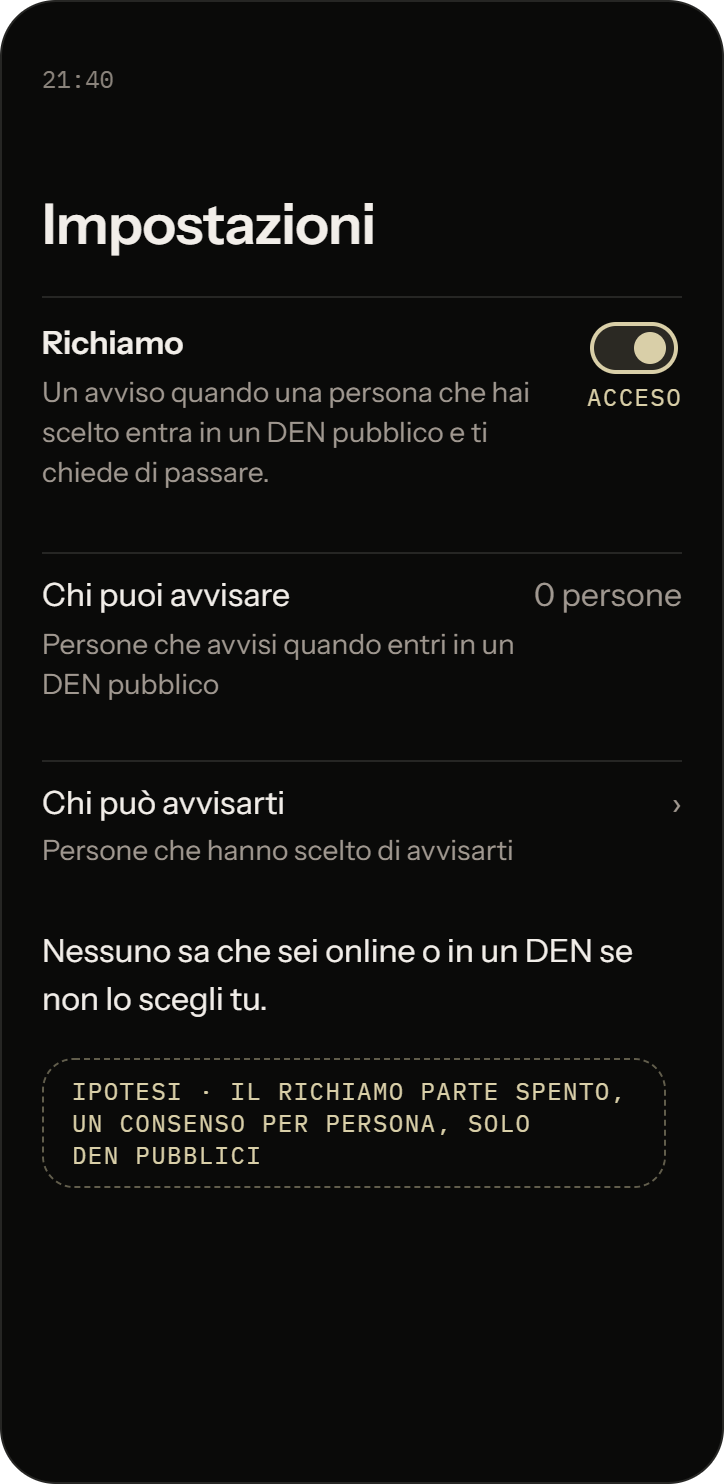 21:40
Impostazioni
Richiamo
Un avviso quando una persona che hai
scelto entra in un DEN pubblico e ti
chiede di passare.
ACCESO
Chi puoi avvisare
0 persone
Persone che avvisi quando entri in un
DEN pubblico
Chi può avvisarti
›
Persone che hanno scelto di avvisarti
Nessuno sa che sei online o in un DEN se
non lo scegli tu.
IPOTESI · IL RICHIAMO PARTE SPENTO,
UN CONSENSO PER PERSONA, SOLO
DEN PUBBLICI